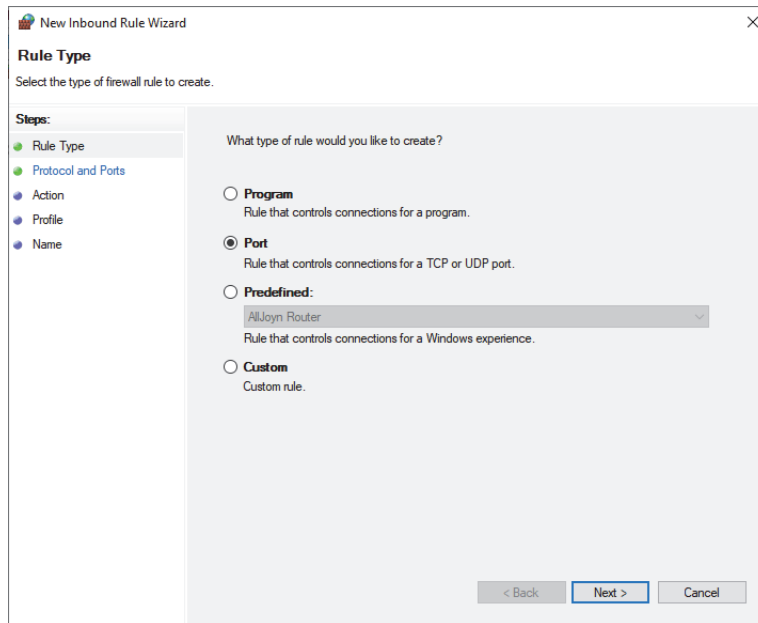 New Inbound Rule Wizard
Rule Type
Select the type of firewall rule to create.
Steps:
Rule Type
Protocol and Ports
Action
Profile
Name
What type of rule would you like to create?
Program
Rule that controls connections for a program.
Port
Rule that controls connections for a TCP or UDP port.
Predefined:
AllJoyn Router
Rule that controls connections for a Windows experience.
Custom
Custom rule.
< Back
Next >
Cancel